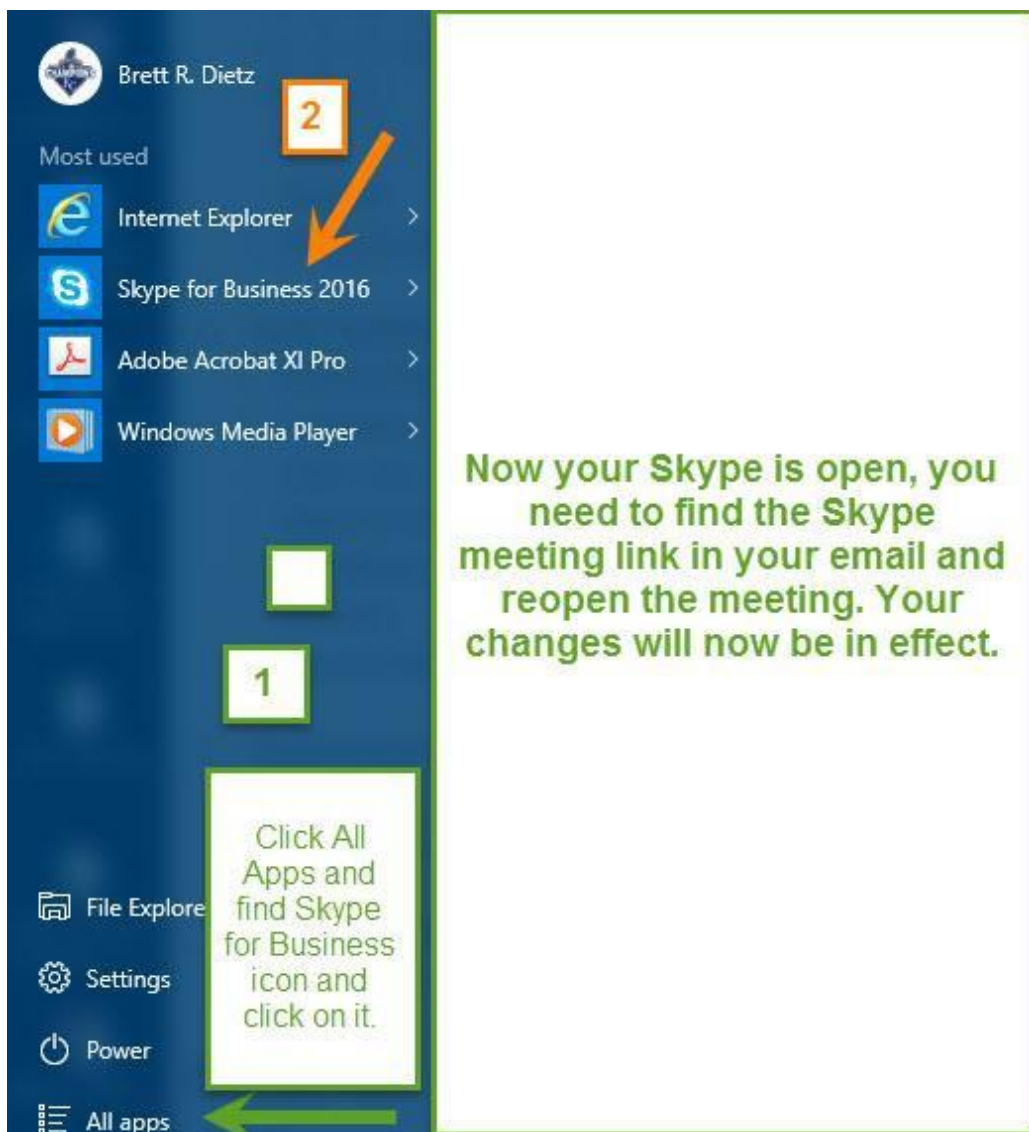 Brett R. Dietz
2
Most used
Internet Explorer
Skype for Business 2016
Adobe Acrobat XI Pro
Windows Media Player
1
Click All
Apps and
find Skype
for Business
icon and
click on it.
File Explore
Settings
Power
All apps
Now your Skype is open, you
need to find the Skype
meeting link in your email and
reopen the meeting. Your
changes will now be in effect.